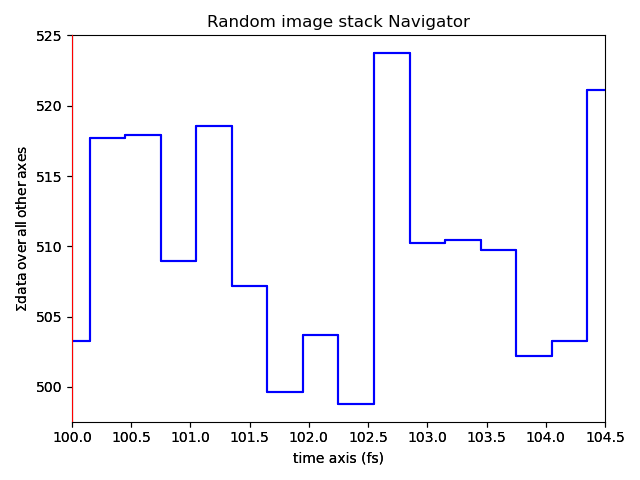 Random image stack Navigator
525
520
515
510
505
500
Σdata over all other axes
100.0 100.5 101.0 101.5 102.0 102.5 103.0 103.5 104.0 104.5
time axis (fs)